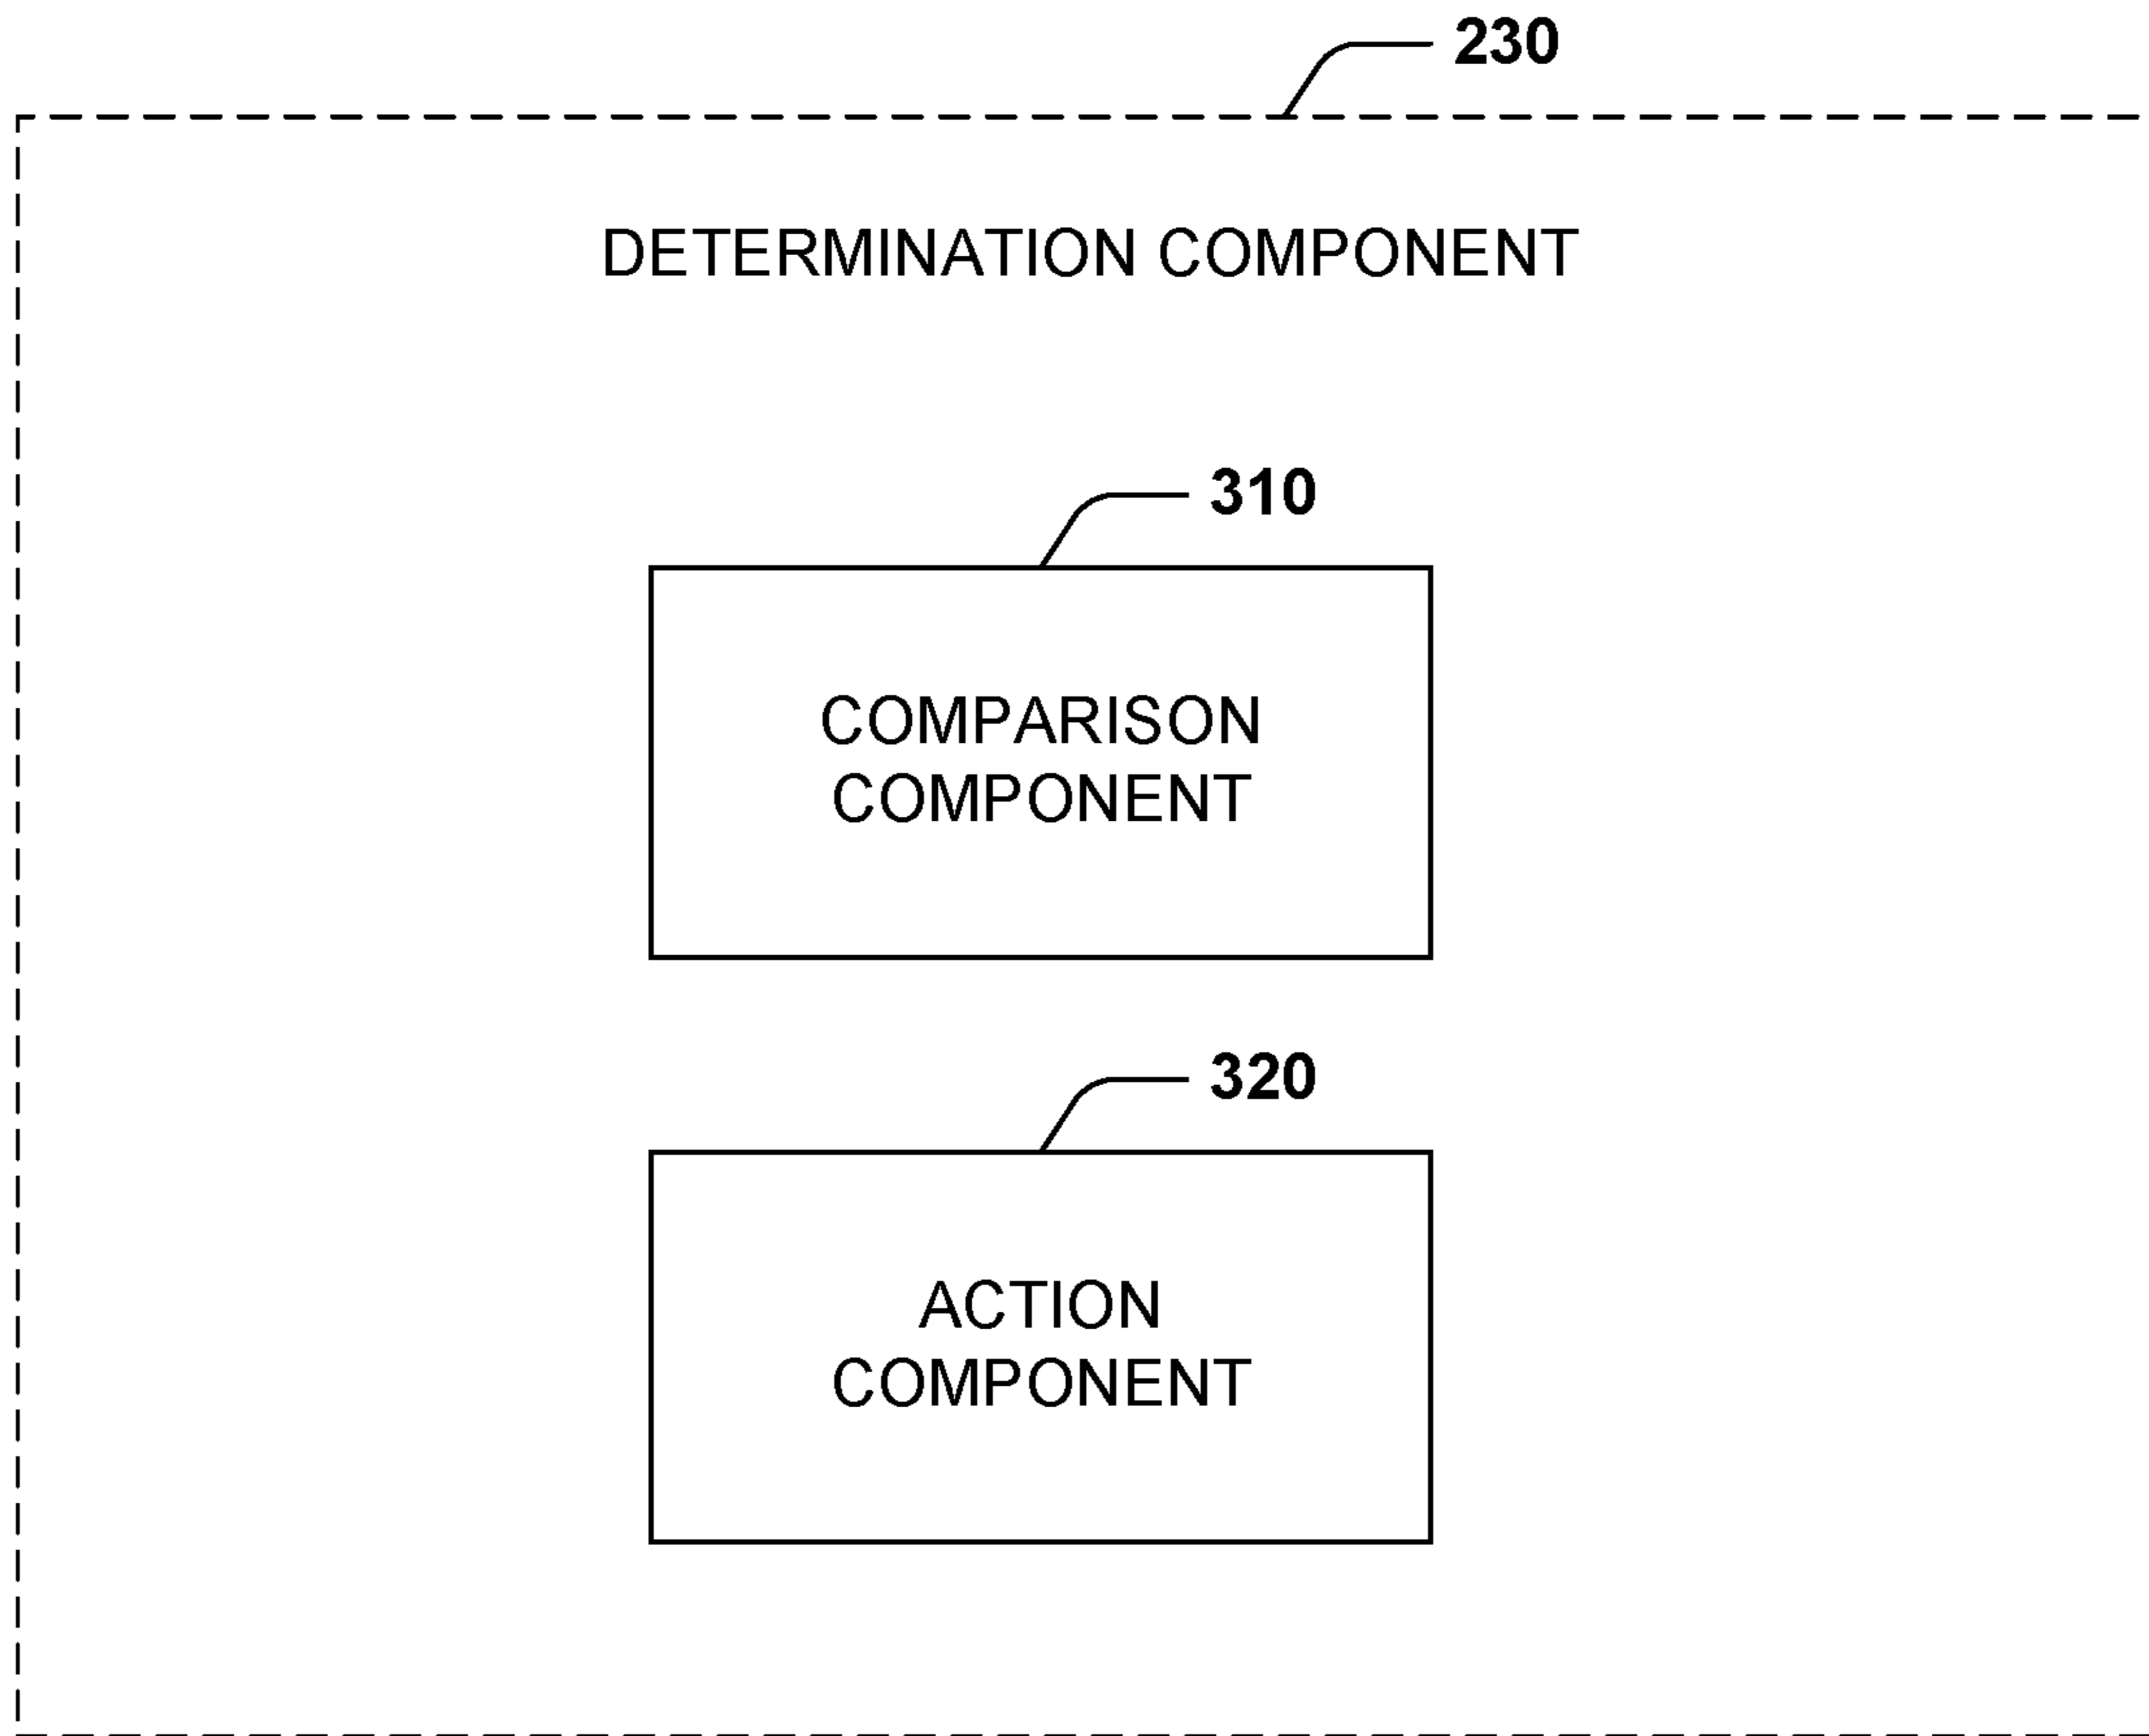 230
DETERMINATION COMPONENT
310
COMPARISON
COMPONENT
320
ACTION
COMPONENT